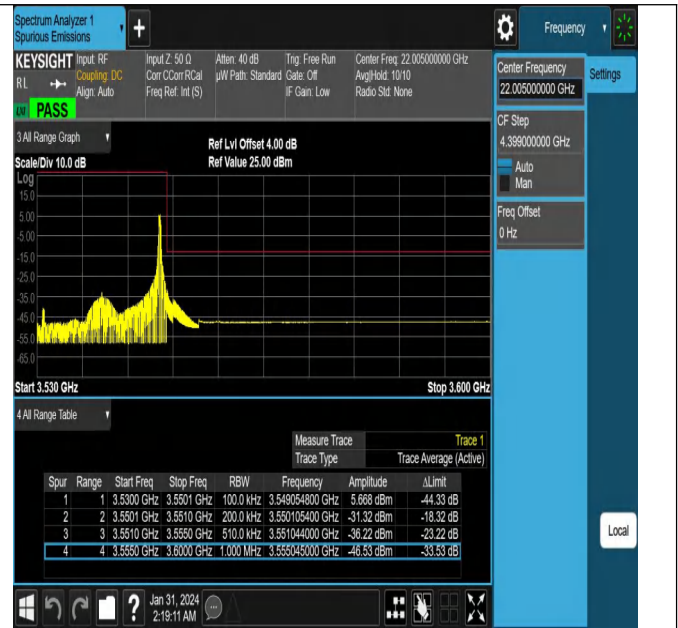 Spectrum Analyzer 1
Spurious Emissions
+
Frequency
KEYSIGHT
RL
PASS
Input: RF
Coupling: DC
Align: Auto
Input Z: 50 Ω
Corr CCorr RCal
Freq Ref: Int (S)
Atten: 40 dB
µW Path: Standard
Trig: Free Run
Gate: Off
IF Gain: Low
Center Freq: 22.005000000 GHz
Avg|Hold: 10/10
Radio Std: None
Center Frequency
22.005000000 GHz
Settings
CF Step
4.399000000 GHz
Auto
Man
Freq Offset
0 Hz
Local
3 All Range Graph
Scale/Div 10.0 dB
Ref Lvl Offset 4.00 dB
Ref Value 25.00 dBm
Log
15.0
5.00
-5.00
-15.0
-25.0
-35.0
-45.0
-55.0
-65.0
Start 3.530 GHz
Stop 3.600 GHz
4 All Range Table
Measure Trace Trace 1
Trace Type Trace Average (Active)
Spur Range Start Freq Stop Freq RBW Frequency Amplitude ΔLimit
1 1 3.5300 GHz 3.5501 GHz 100.0 kHz 3.549054800 GHz 5.668 dBm -44.33 dB
2 2 3.5501 GHz 3.5510 GHz 200.0 kHz 3.550105400 GHz -31.32 dBm -18.32 dB
3 3 3.5510 GHz 3.5550 GHz 510.0 kHz 3.551044000 GHz -36.22 dBm -23.22 dB
4 4 3.5550 GHz 3.6000 GHz 1.000 MHz 3.555045000 GHz -46.53 dBm -33.53 dB
?
Jan 31, 2024
2:19:11 AM